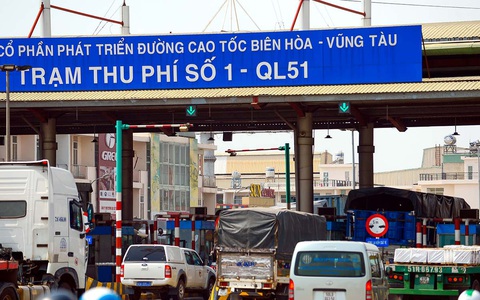 CỔ PHẦN PHÁT TRIỂN ĐƯỜNG CAO TỐC BIÊN HÒA - VŨNG TÀU
TRẠM THU PHÍ SỐ 1 - QL51